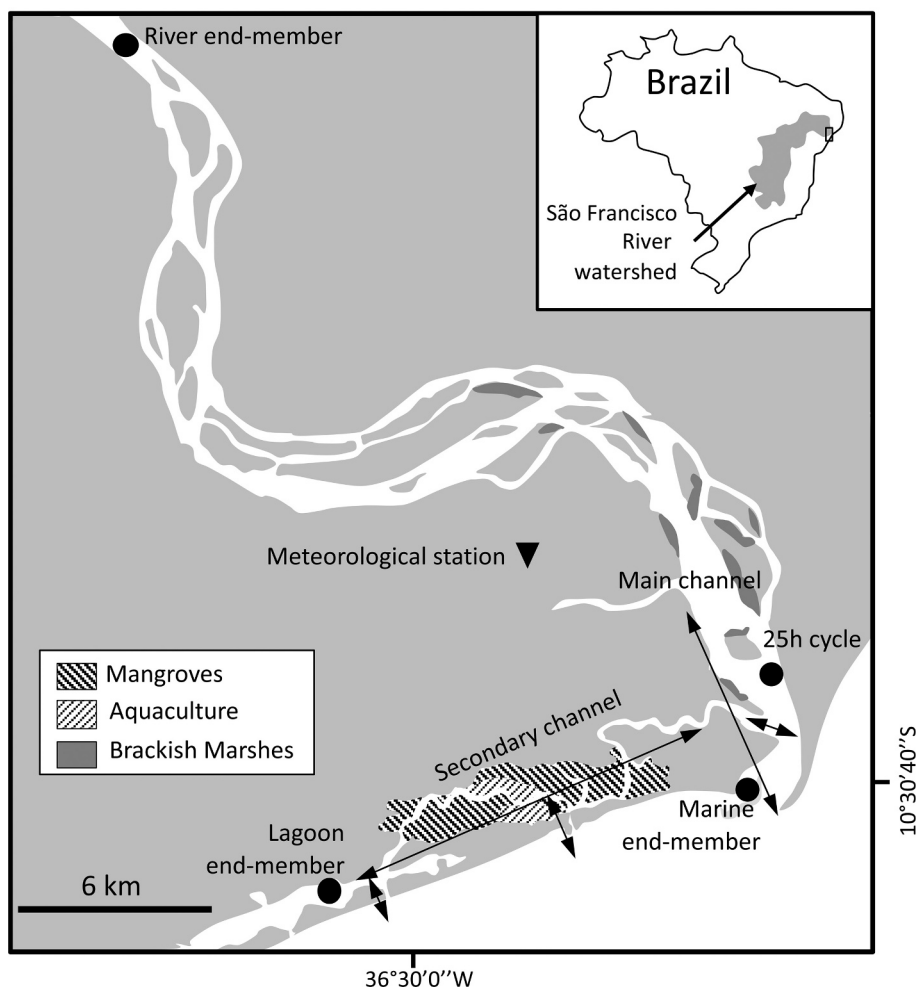 River end-member
Brazil
São Francisco
River
watershed
Meteorological station
Main channel
25h cycle
Mangroves
Aquaculture
Brackish Marshes
Secondary channel
Marine
end-member
Lagoon
end-member
6 km
10°30'40''S
36°30'0''W